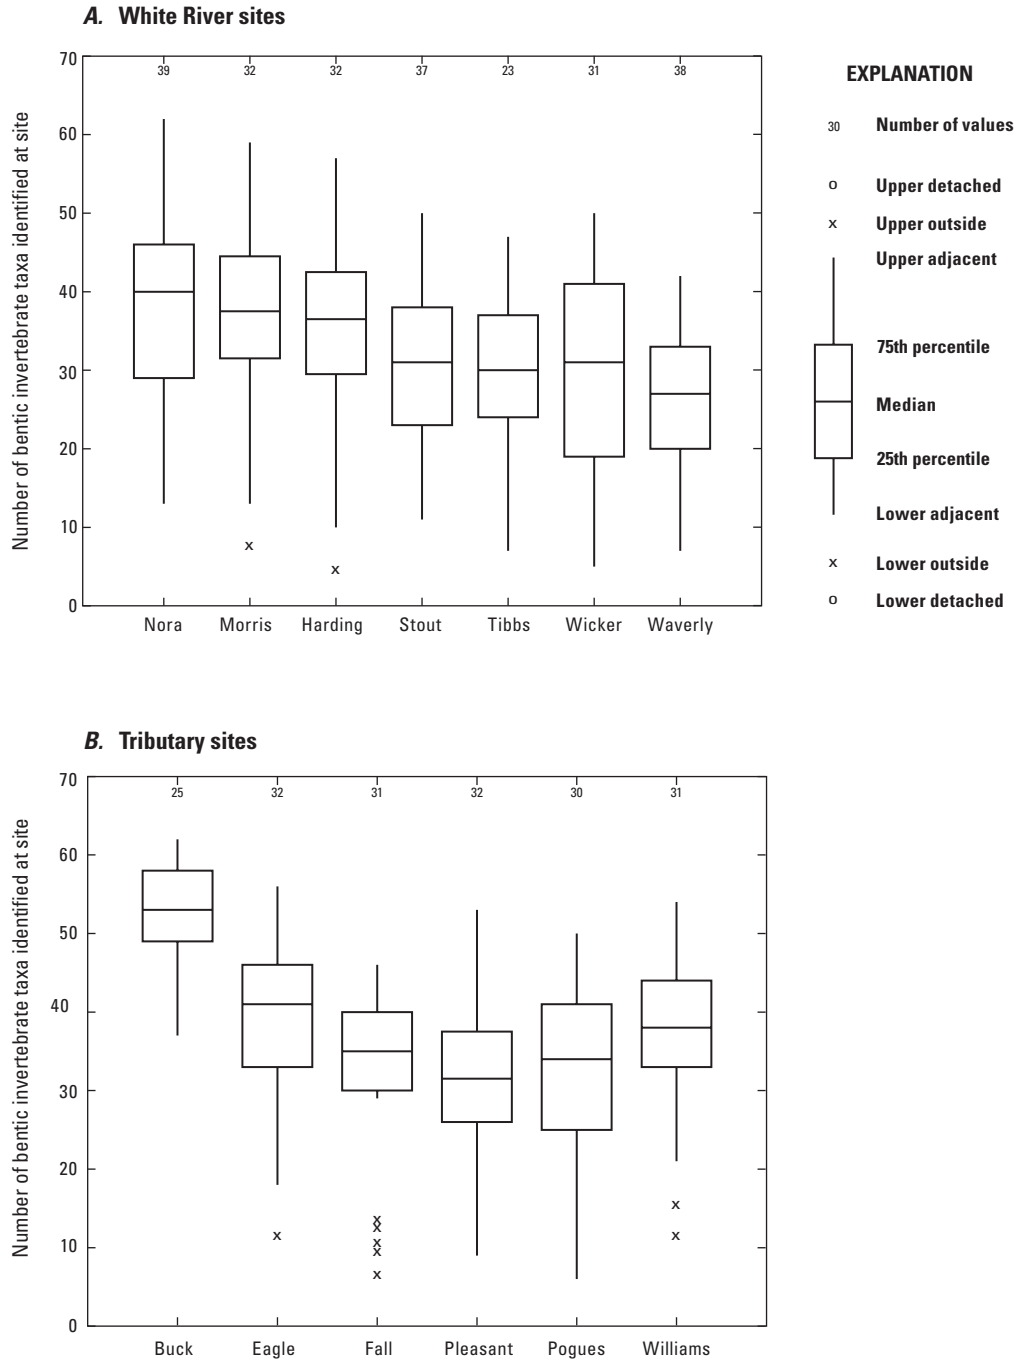 A. White River sites
70
60
50
40
30
20
10
0
Number of bentic invertebrate taxa identified at site
39 32 32 37 23 31 38
x
x
Nora Morris Harding Stout Tibbs Wicker Waverly
EXPLANATION
30 Number of values
o Upper detached
x Upper outside
Upper adjacent
75th percentile
Median
25th percentile
Lower adjacent
x Lower outside
o Lower detached
B. Tributary sites
70
60
50
40
30
20
10
0
Number of bentic invertebrate taxa identified at site
25 32 31 32 30 31
x
x
x
x
x
x
x
x
Buck Eagle Fall Pleasant Pogues Williams